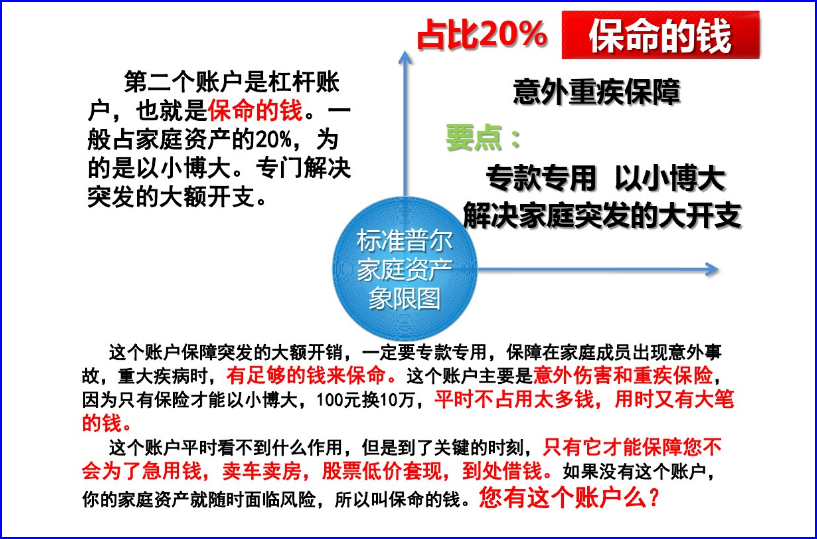 占比20%
保命的钱
第二个账户是杠杆账
户，也就是保命的钱。一
般占家庭资产的20%，为
的是以小博大。专门解决
突发的大额开支。
意外重疾保障
要点：
专款专用 以小博大
解决家庭突发的大开支
标准普尔
家庭资产
象限图
这个账户保障突发的大额开销，一定要专款专用，保障在家庭成员出现意外事
故，重大疾病时，有足够的钱来保命。这个账户主要是意外伤害和重疾保险，
因为只有保险才能以小博大，100元换10万，平时不占用太多钱，用时又有大笔
的钱。
这个账户平时看不到什么作用，但是到了关键的时刻，只有它才能保障您不
会为了急用钱，卖车卖房，股票低价套现，到处借钱。如果没有这个账户，
你的家庭资产就随时面临风险，所以叫保命的钱。您有这个账户么？